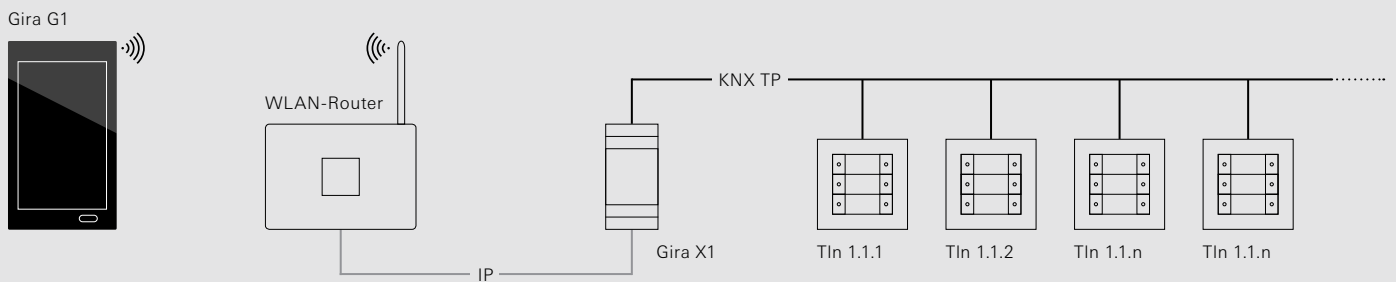 Gira G1
KNX TP
WLAN-Router
Gira X1
Tln 1.1.1
Tln 1.1.2
Tln 1.1.n
Tln 1.1.n
IP